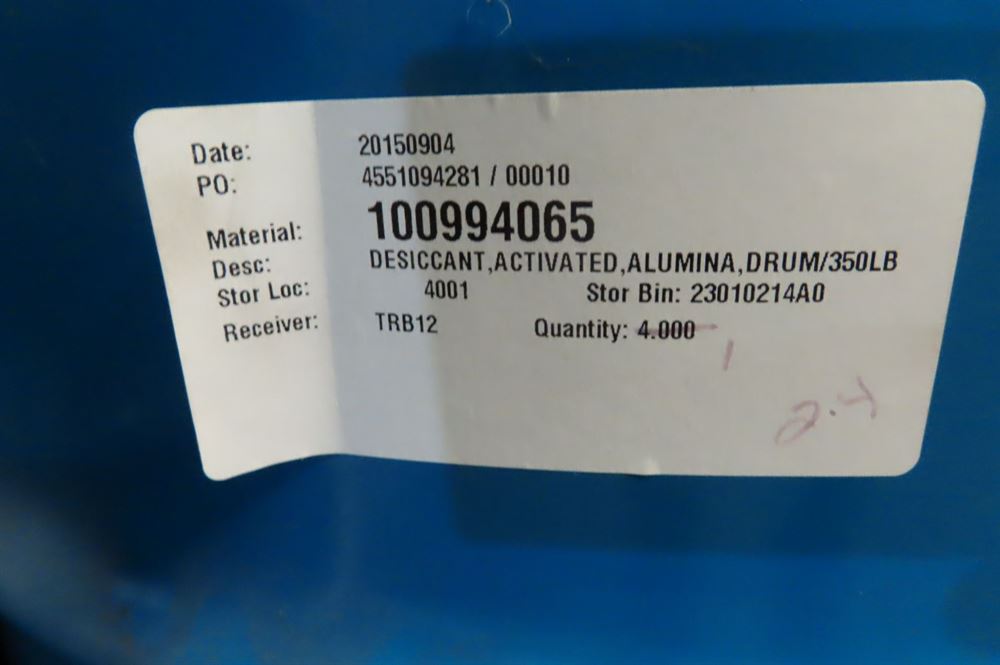 Date: 20150904
PO: 4551094281 / 00010
Material: 100994065
Desc: DESICCANT,ACTIVATED,ALUMINA,DRUM/350LB
Stor Loc: 4001 Stor Bin: 23010214A0
Receiver: TRB12 Quantity: 4.000
1